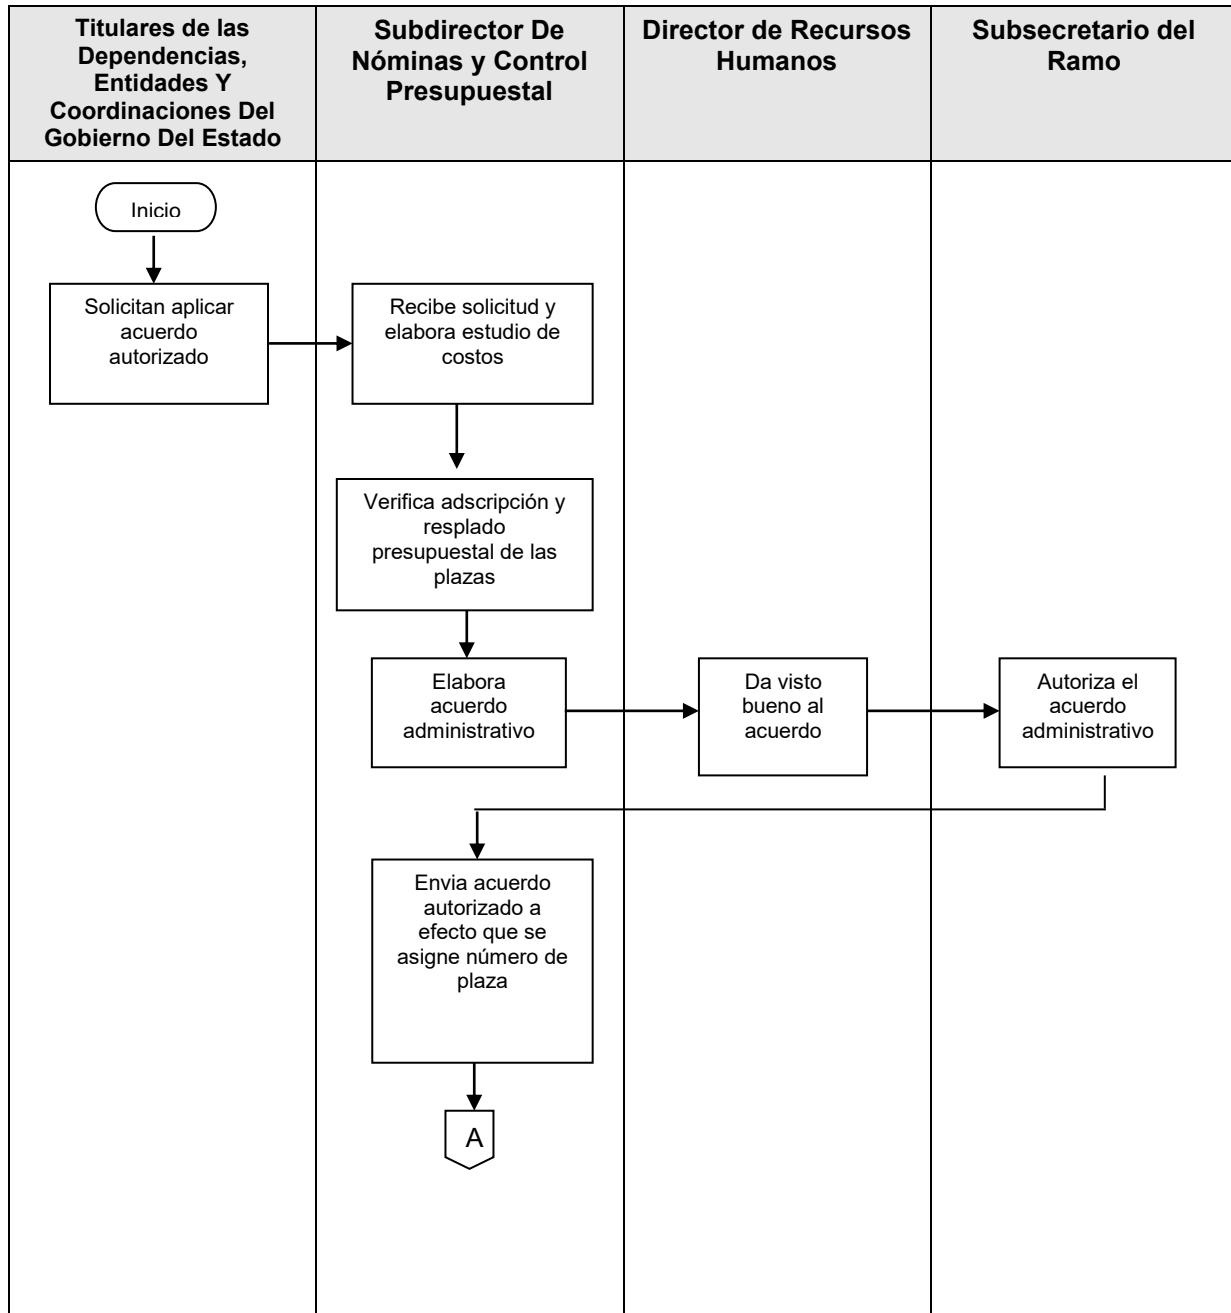 Titulares de las
Dependencias,
Entidades Y
Coordinaciones Del
Gobierno Del Estado
Subdirector De
Nóminas y Control
Presupuestal
Director de Recursos
Humanos
Subsecretario del
Ramo
Inicio
Solicitan aplicar
acuerdo
autorizado
Recibe solicitud y
elabora estudio de
costos
Verifica adscripción y
resplado
presupuestal de las
plazas
Elabora
acuerdo
administrativo
Da visto
bueno al
acuerdo
Autoriza el
acuerdo
administrativo
Envia acuerdo
autorizado a
efecto que se
asigne número de
plaza
A